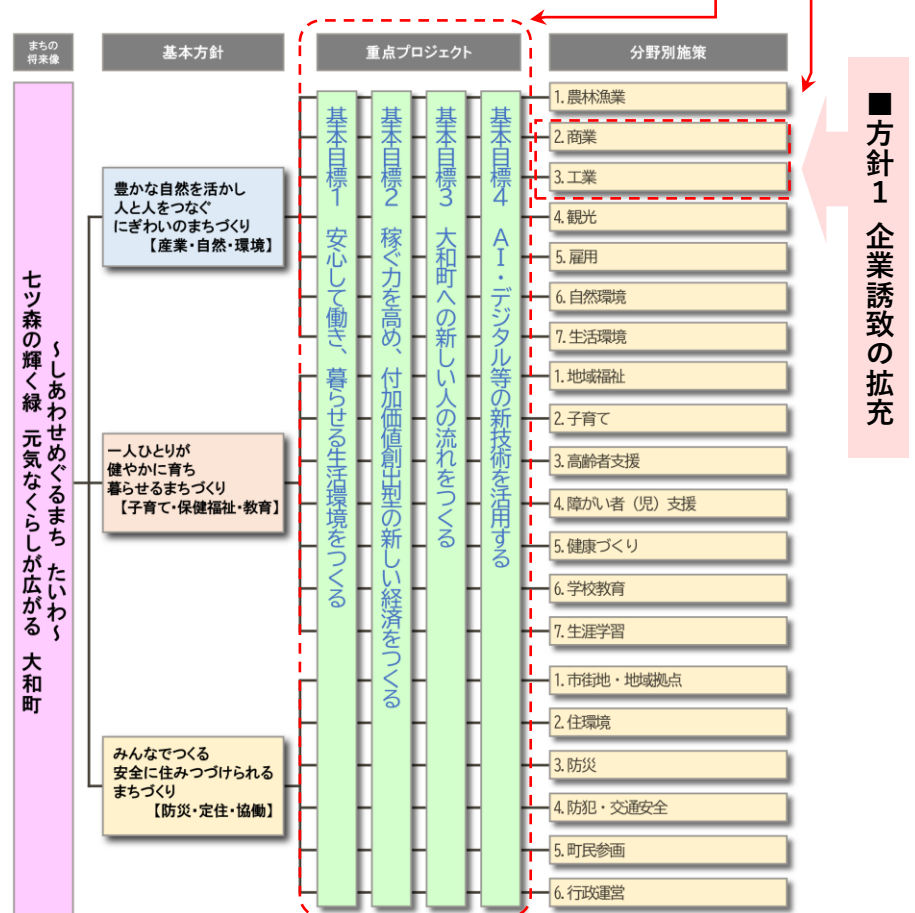 まちの
将来像
基本方針
重点プロジェクト
分野別施策
七ツ森の輝く緑 元気なくらしが広がる 大和町
～しあわせめぐるまち たいわ～
豊かな自然を活かし
人と人をつなぐ
にぎわいのまちづくり
【産業・自然・環境】
一人ひとりが
健やかに育ち
暮らせるまちづくり
【子育て・保健福祉・教育】
みんなでつくる
安全に住みつづけられる
まちづくり
【防災・定住・協働】
基本目標1 安心して働き、暮らせる生活環境をつくる
基本目標2 稼ぐ力を高め、付加価値創出型の新しい経済をつくる
基本目標3 大和町への新しい人の流れをつくる
基本目標4 AI・デジタル等の新技術を活用する
1.農林漁業
2.商業
3.工業
4.観光
5.雇用
6.自然環境
7.生活環境
1.地域福祉
2.子育て
3.高齢者支援
4.障がい者（児）支援
5.健康づくり
6.学校教育
7.生涯学習
1.市街地・地域拠点
2.住環境
3.防災
4.防犯・交通安全
5.町民参画
6.行政運営
■方針1 企業誘致の拡充